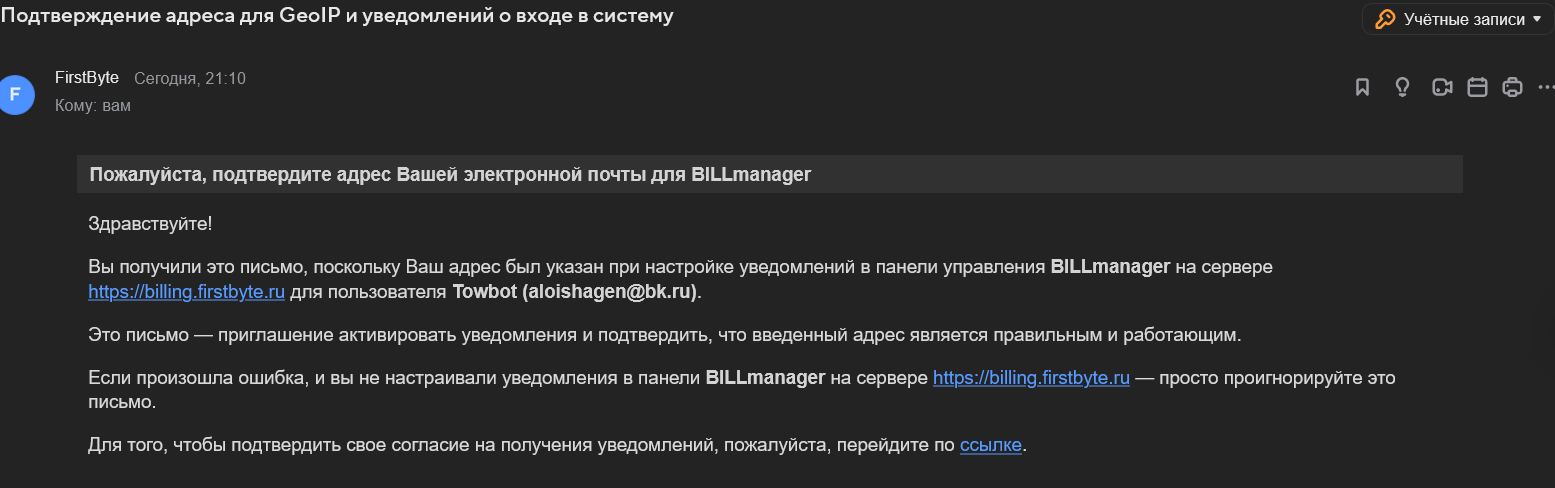 Подтверждение адреса для GeoIP и уведомлений о входе в систему
Учётные записи
F
FirstByte Сегодня, 21:10
Кому: вам
Пожалуйста, подтвердите адрес Вашей электронной почты для BILLmanager
Здравствуйте!
Вы получили это письмо, поскольку Ваш адрес был указан при настройке уведомлений в панели управления BILLmanager на сервере
https://billing.firstbyte.ru для пользователя Towbot (aloishagen@bk.ru).
Это письмо — приглашение активировать уведомления и подтвердить, что введенный адрес является правильным и работающим.
Если произошла ошибка, и вы не настраивали уведомления в панели BILLmanager на сервере https://billing.firstbyte.ru — просто проигнорируйте это
письмо.
Для того, чтобы подтвердить свое согласие на получения уведомлений, пожалуйста, перейдите по ссылке.